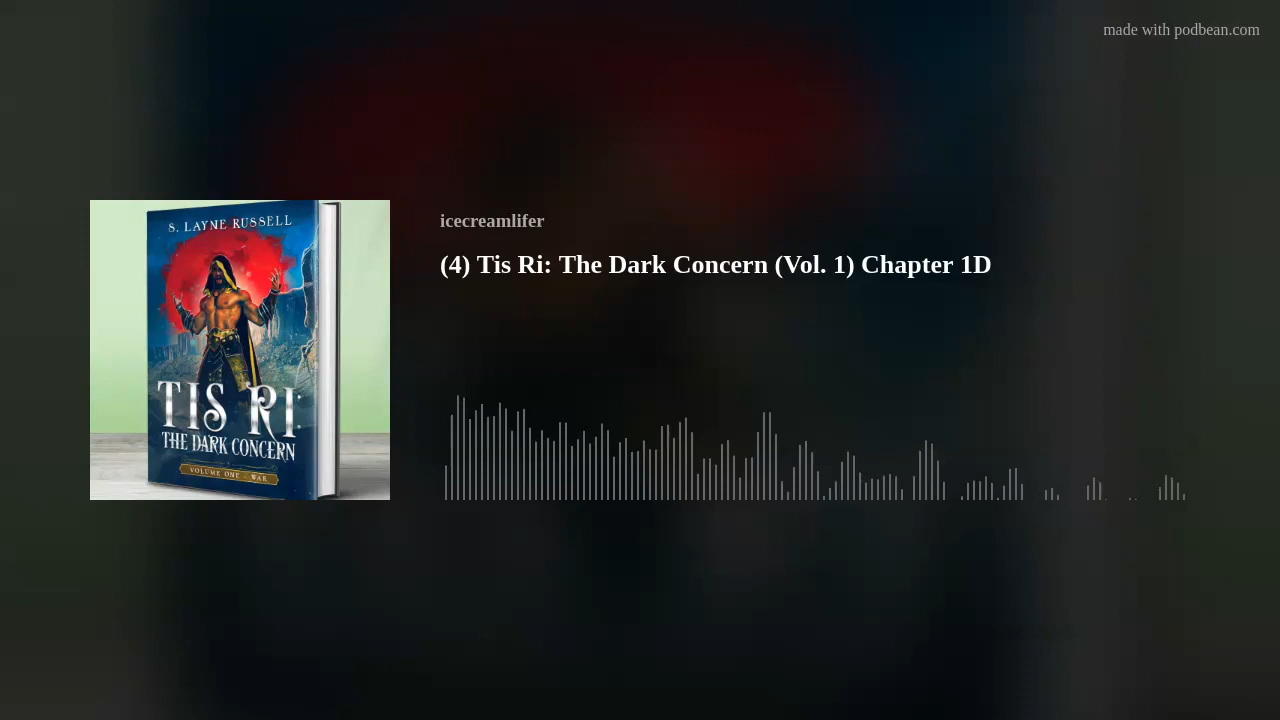 made with podbean.com
icecreamlifer
(4) Tis Ri: The Dark Concern (Vol. 1) Chapter 1D
S. LAYNE RUSSELL
TIS RI:
THE DARK CONCERN
VOLUME ONE - WAR